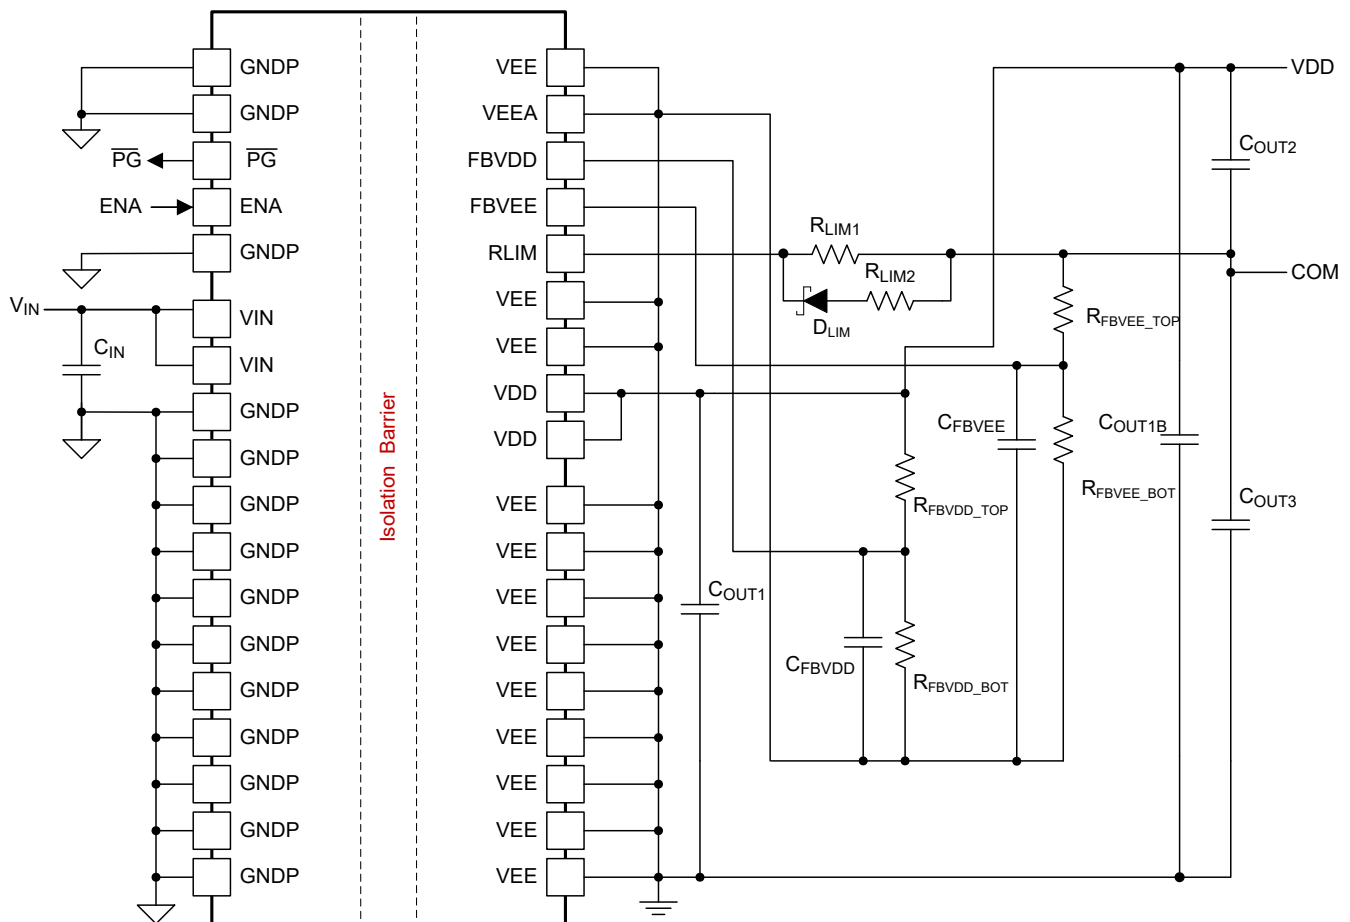 GNDP
VEE
VDD
GNDP
VEEA
PG
PG
FBVDD
COUT2
ENA
ENA
FBVEE
RLIM1
GNDP
RLIM
RLIM2
COM
VIN
VIN
VEE
DLIM
RFBVEE_TOP
CIN
VIN
VEE
GNDP
VDD
Isolation Barrier
CFBVEE
COUT1B
GNDP
VDD
RFBVEE_BOT
GNDP
VEE
RFBVDD_TOP
COUT3
GNDP
VEE
GNDP
VEE
COUT1
GNDP
VEE
CFBVDD
GNDP
VEE
RFBVDD_BOT
GNDP
VEE
GNDP
VEE
GNDP
VEE
GNDP
VEE